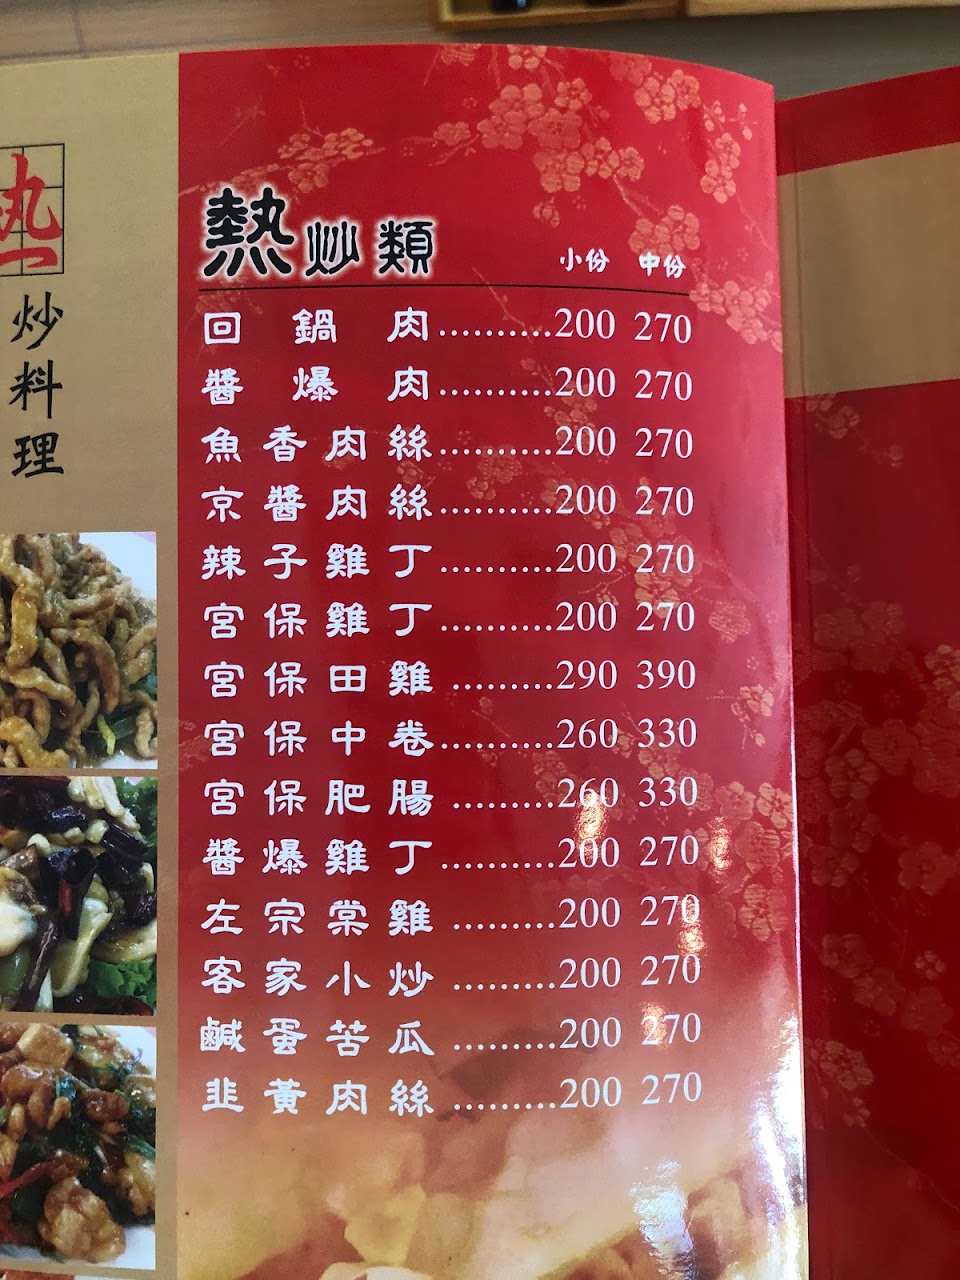 熱
炒
料
理
熱炒類 小份 中份
回鍋肉..........200 270
醬爆肉..........200 270
魚香肉絲..........200 270
京醬肉絲..........200 270
辣子雞丁..........200 270
宮保雞丁..........200 270
宮保田雞.........290 390
宮保中卷..........260 330
宮保肥腸.........260 330
醬爆雞丁..........200 270
左宗棠雞.........200 270
客家小炒.........200 270
鹹蛋苦瓜.........200 270
韭黃肉絲.........200 270